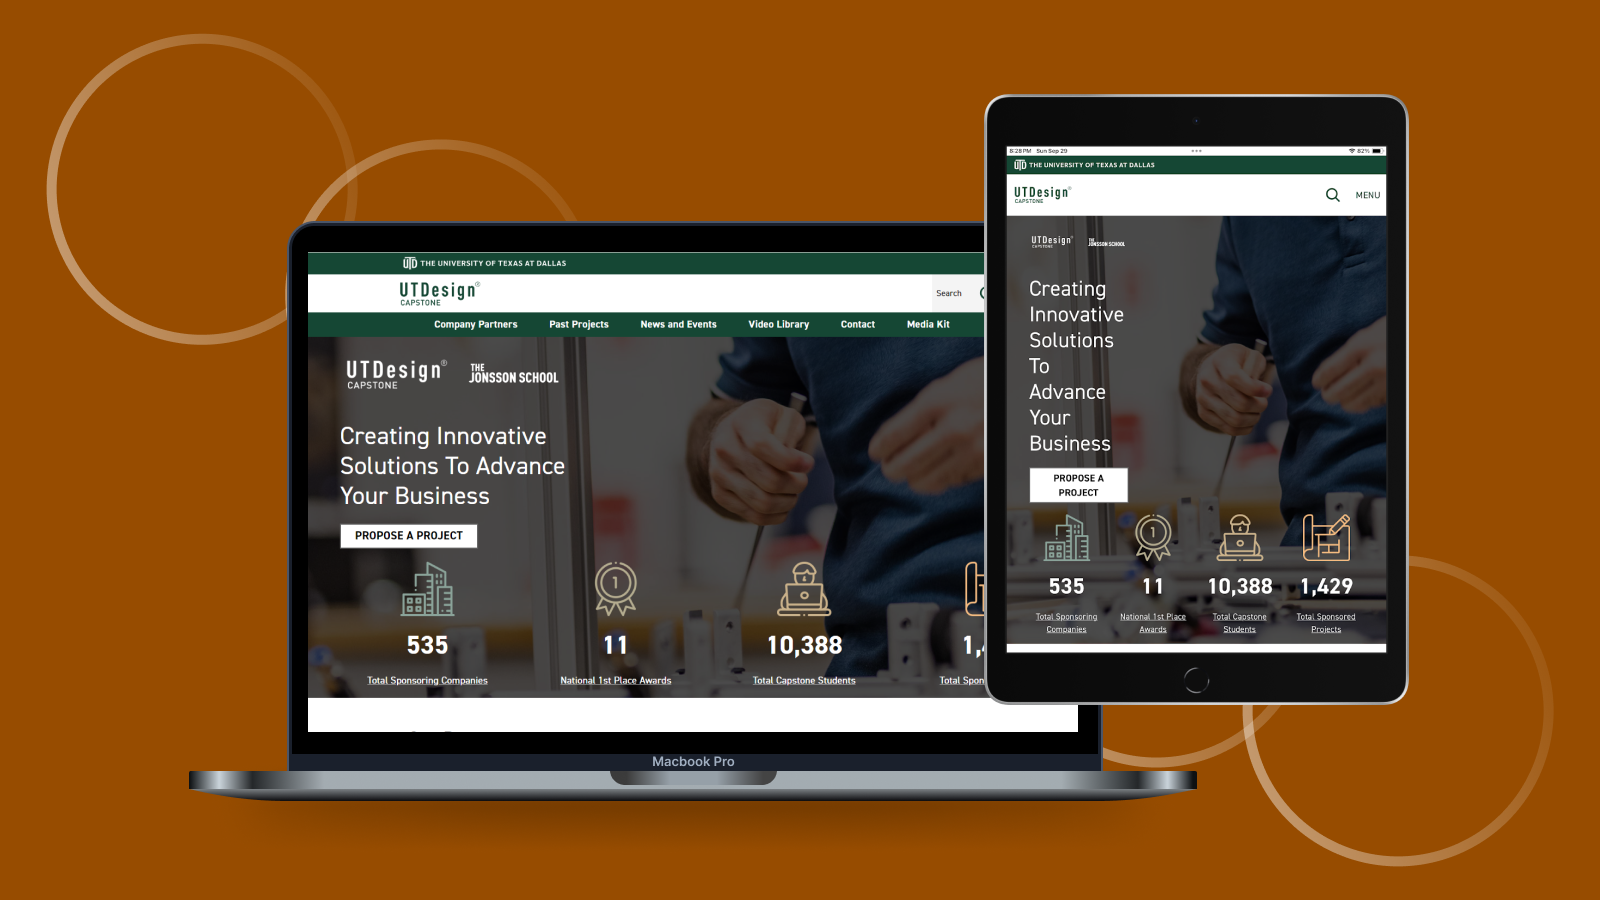 UTD THE UNIVERSITY OF TEXAS AT DALLAS
UTDesign®
CAPSTONE
Search
Company Partners Past Projects News and Events Video Library Contact Media Kit
UTDesign®
CAPSTONE
THE
JONSSON SCHOOL
Creating Innovative
Solutions To Advance
Your Business
PROPOSE A PROJECT
1
535 11 10,388 1,4
Total Sponsoring Companies National 1st Place Awards Total Capstone Students Total Spon
Macbook Pro
8:28 PM Sun Sep 29 82%
UTD THE UNIVERSITY OF TEXAS AT DALLAS
UTDesign®
CAPSTONE
MENU
UTDesign®
CAPSTONE
THE
JONSSON SCHOOL
Creating
Innovative
Solutions
To
Advance
Your
Business
PROPOSE A
PROJECT
1
535 11 10,388 1,429
Total Sponsoring National 1st Place Total Capstone Total Sponsored
Companies Awards Students Projects